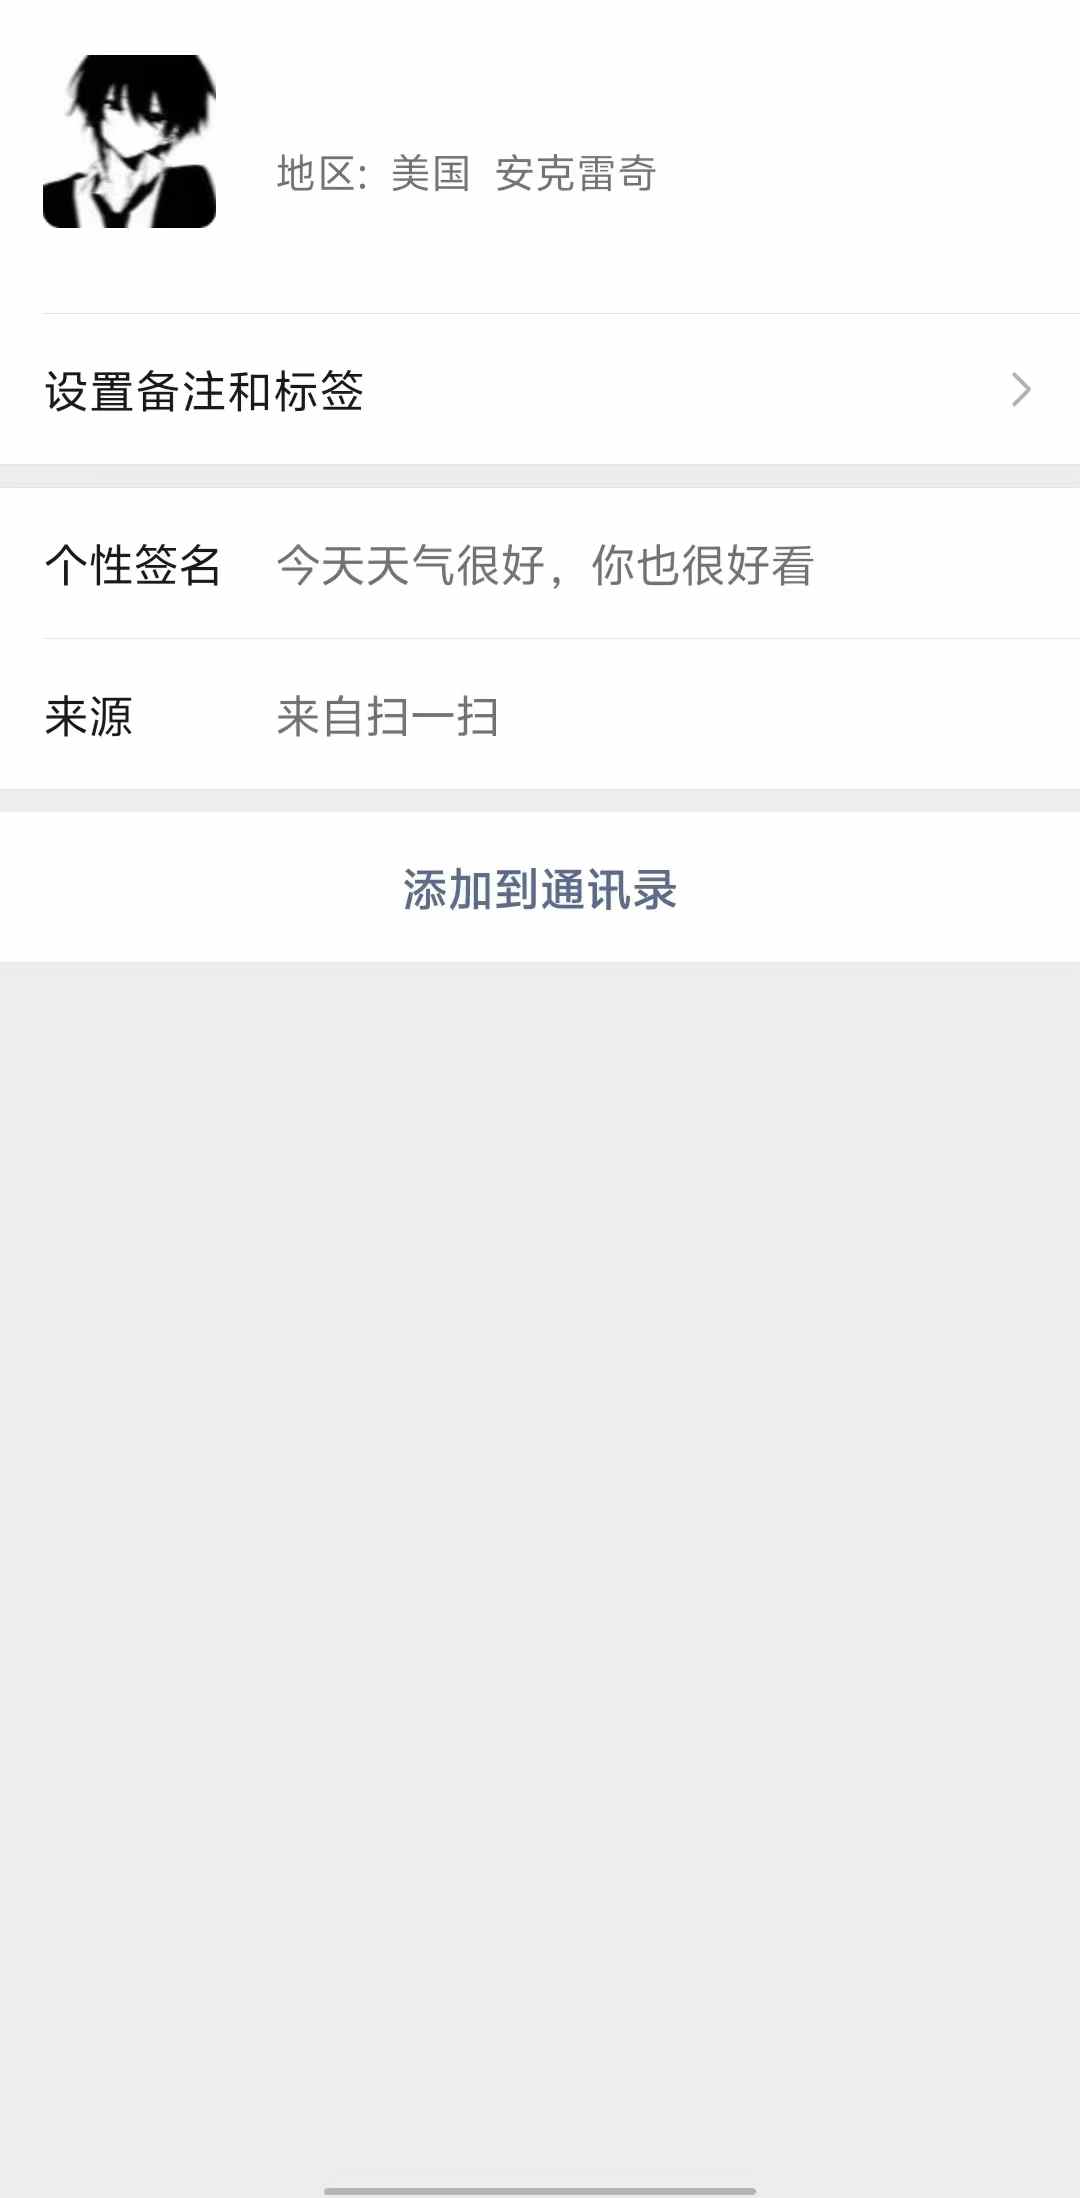 地区: 美国 安克雷奇
设置备注和标签
个性签名 今天天气很好，你也很好看
来源 来自扫一扫
添加到通讯录